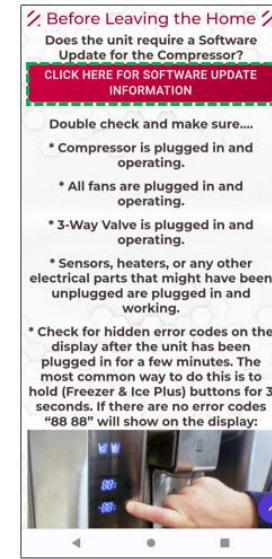 Before Leaving the Home
Does the unit require a Software
Update for the Compressor?
CLICK HERE FOR SOFTWARE UPDATE
INFORMATION
Double check and make sure....
* Compressor is plugged in and
operating.
* All fans are plugged in and
operating.
* 3-Way Valve is plugged in and
operating.
* Sensors, heaters, or any other
electrical parts that might have been
unplugged are plugged in and
working.
* Check for hidden error codes on the
display after the unit has been
plugged in for a few minutes. The
most common way to do this is to
hold (Freezer & Ice Plus) buttons for 3
seconds. If there are no error codes
"88 88" will show on the display:
88
-88